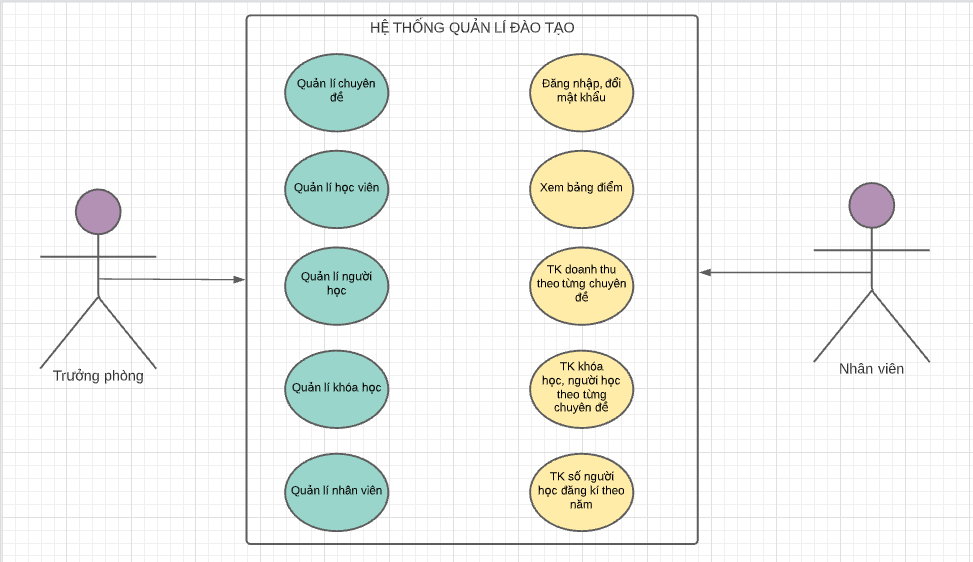 HỆ THỐNG QUẢN LÍ ĐÀO TẠO
Quản lí chuyên
đề
Đăng nhập, đổi
mật khẩu
Quản lí học viên
Xem bảng điểm
Quản lí người
học
TK doanh thu
theo từng chuyên
đề
Trưởng phòng
Nhân viên
Quản lí khóa học
TK khóa
học, người học
theo từng
chuyên đề
Quản lí nhân viên
TK số người
học đăng kí theo
năm